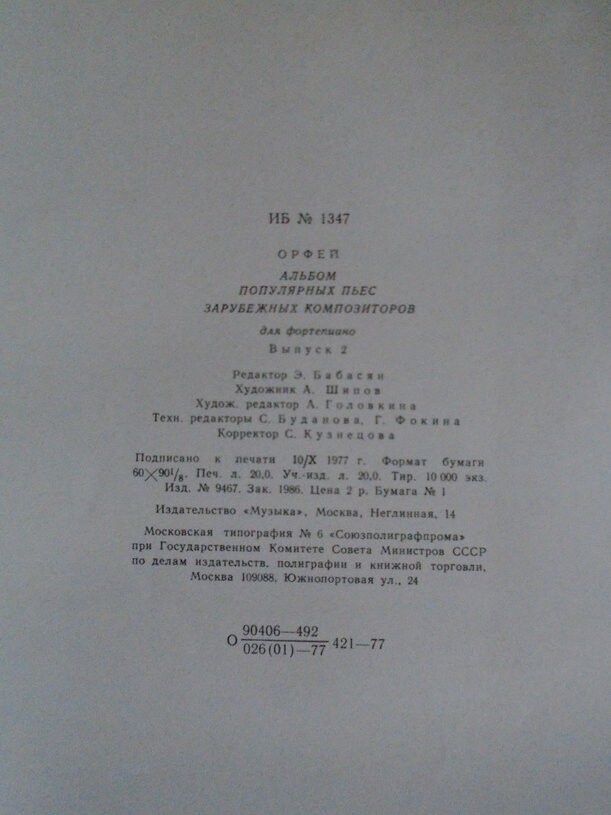 ИБ № 1347
ОРФЕЙ
АЛЬБОМ
ПОПУЛЯРНЫХ ПЬЕС
ЗАРУБЕЖНЫХ КОМПОЗИТОРОВ
для фортепиано
Выпуск 2
Редактор Э. Бабасян
Художник А. Шипов
Худож. редактор А. Головкина
Техн. редакторы С. Буданова, Г. Фокина
Корректор С. Кузнецова
Подписано к печати 10/X 1977 г. Формат бумаги
60×90¹/₈. Печ. л. 20,0. Уч.-изд. л. 20,0. Тир. 10 000 экз.
Изд. № 9467. Зак. 1986. Цена 2 р. Бумага № 1
Издательство «Музыка», Москва, Неглинная, 14
Московская типография № 6 «Союзполиграфпрома»
при Государственном Комитете Совета Министров СССР
по делам издательств, полиграфии и книжной торговли.
Москва 109088, Южнопортовая ул., 24
90406—492
О 421—77
026(01)—77